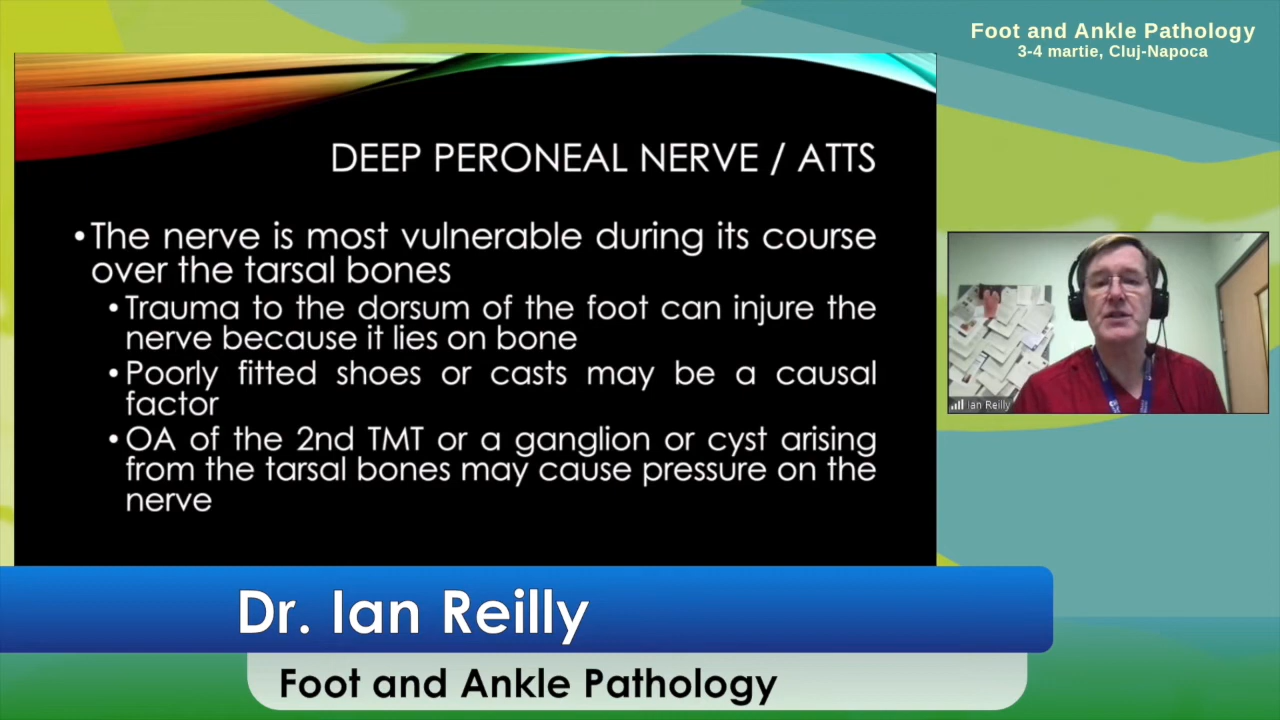 Foot and Ankle Pathology
3-4 martie, Cluj-Napoca
DEEP PERONEAL NERVE / ATTS
•The nerve is most vulnerable during its course
over the tarsal bones
•Trauma to the dorsum of the foot can injure the
nerve because it lies on bone
•Poorly fitted shoes or casts may be a causal
factor
•OA of the 2nd TMT or a ganglion or cyst arising
from the tarsal bones may cause pressure on the
nerve
Ian Reilly
Dr. Ian Reilly
Foot and Ankle Pathology